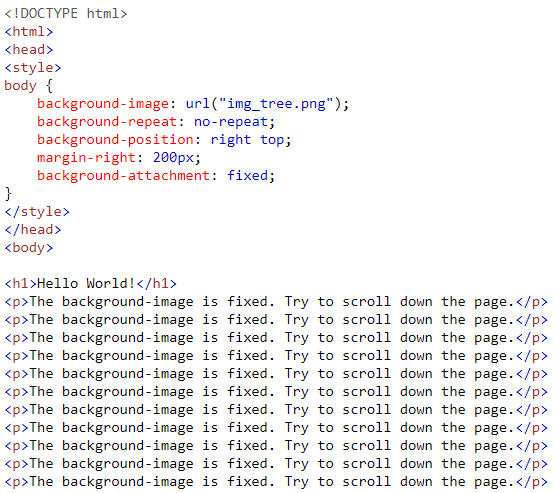 <!DOCTYPE html>
<html>
<head>
<style>
body {
    background-image: url("img_tree.png");
    background-repeat: no-repeat;
    background-position: right top;
    margin-right: 200px;
    background-attachment: fixed;
}
</style>
</head>
<body>

<h1>Hello World!</h1>
<p>The background-image is fixed. Try to scroll down the page.</p>
<p>The background-image is fixed. Try to scroll down the page.</p>
<p>The background-image is fixed. Try to scroll down the page.</p>
<p>The background-image is fixed. Try to scroll down the page.</p>
<p>The background-image is fixed. Try to scroll down the page.</p>
<p>The background-image is fixed. Try to scroll down the page.</p>
<p>The background-image is fixed. Try to scroll down the page.</p>
<p>The background-image is fixed. Try to scroll down the page.</p>
<p>The background-image is fixed. Try to scroll down the page.</p>
<p>The background-image is fixed. Try to scroll down the page.</p>
<p>The background-image is fixed. Try to scroll down the page.</p>